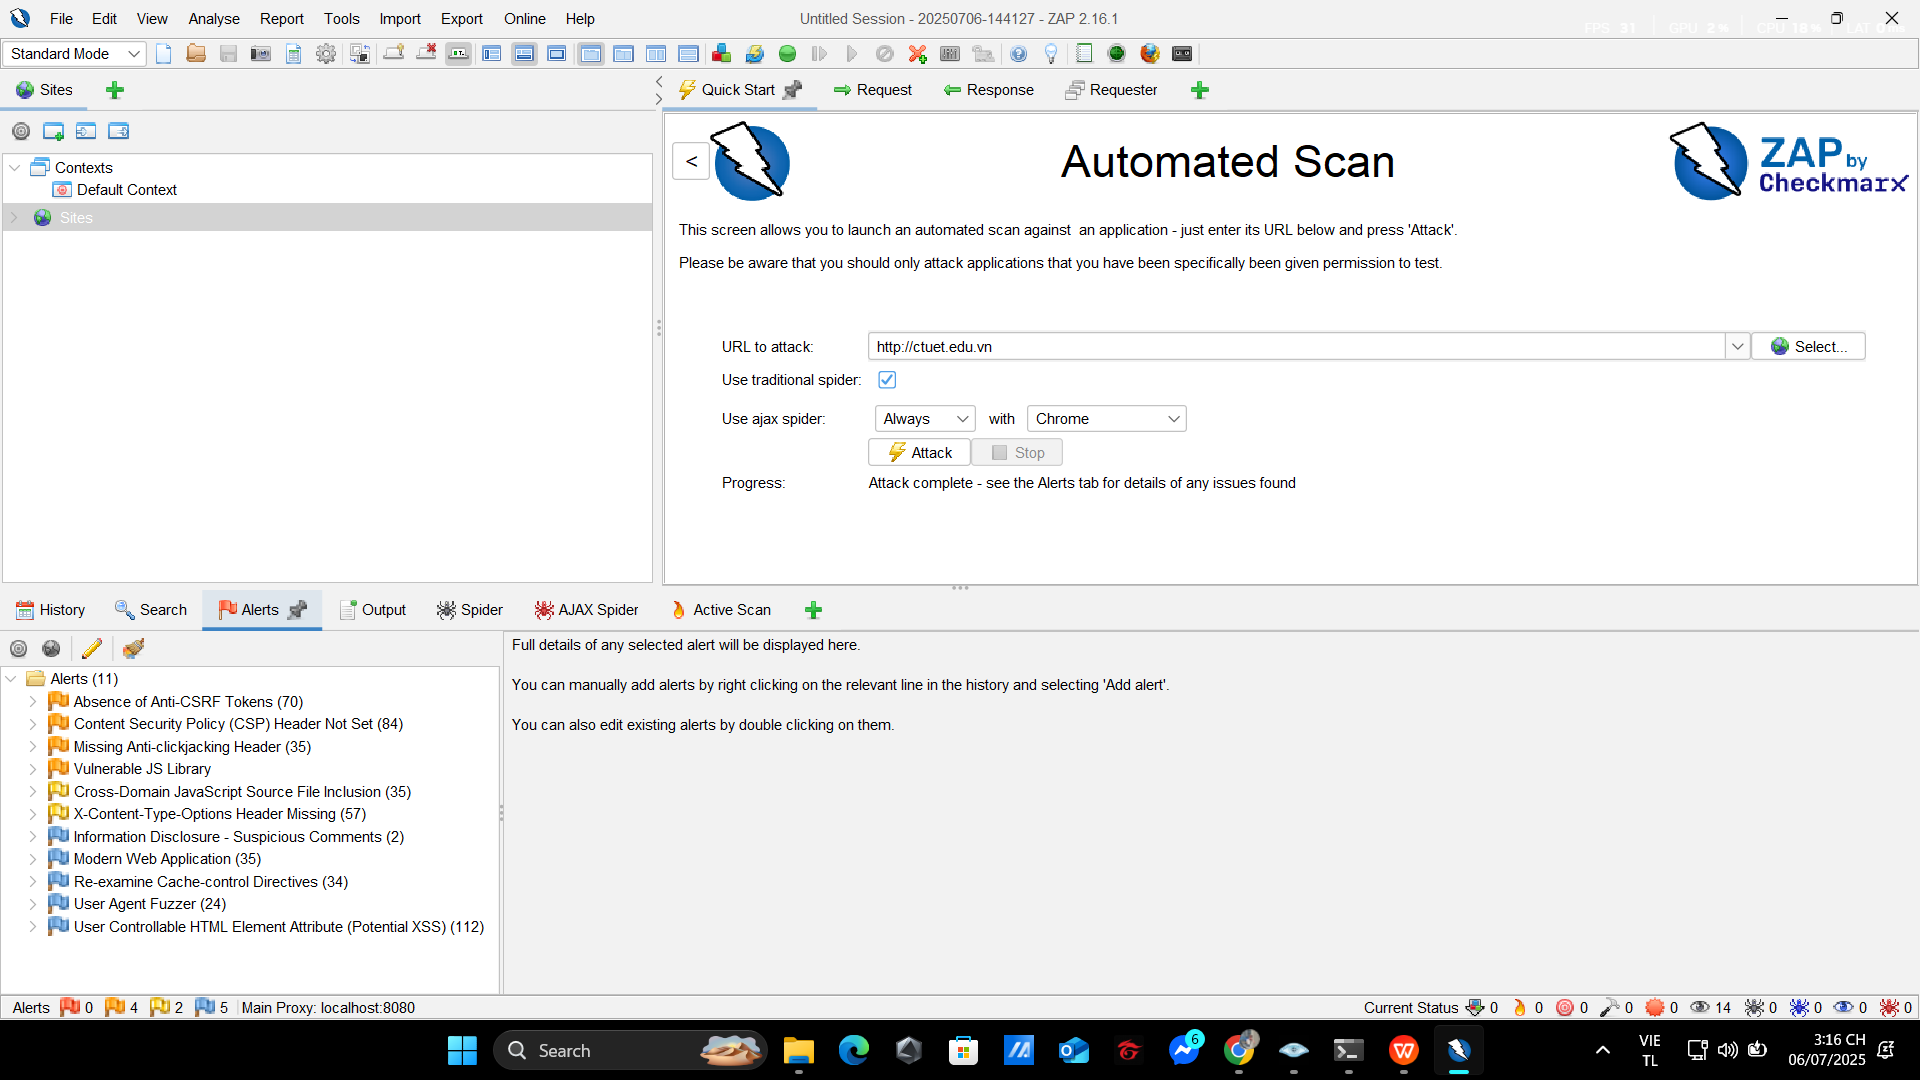 File Edit View Analyse Report Tools Import Export Online Help
Untitled Session - 20250706-144127 - ZAP 2.16.1
FPS 31 GPU 2% CPU 18% LAT 0
Standard Mode
Sites
Quick Start Request Response Requester
Contexts
Default Context
Sites
<
Automated Scan
ZAP by
Checkmarx
This screen allows you to launch an automated scan against  an application - just enter its URL below and press 'Attack'.
Please be aware that you should only attack applications that you have been specifically been given permission to test.
URL to attack: http://ctuet.edu.vn Select...
Use traditional spider:
Use ajax spider: Always with Chrome
Attack Stop
Progress: Attack complete - see the Alerts tab for details of any issues found
History Search Alerts Output Spider AJAX Spider Active Scan
Alerts (11)
Absence of Anti-CSRF Tokens (70)
Content Security Policy (CSP) Header Not Set (84)
Missing Anti-clickjacking Header (35)
Vulnerable JS Library
Cross-Domain JavaScript Source File Inclusion (35)
X-Content-Type-Options Header Missing (57)
Information Disclosure - Suspicious Comments (2)
Modern Web Application (35)
Re-examine Cache-control Directives (34)
User Agent Fuzzer (24)
User Controllable HTML Element Attribute (Potential XSS) (112)
Full details of any selected alert will be displayed here.
You can manually add alerts by right clicking on the relevant line in the history and selecting 'Add alert'.
You can also edit existing alerts by double clicking on them.
Alerts 0 4 2 5 Main Proxy: localhost:8080
Current Status 0 0 0 0 0 14 0 0 0 0
Search
6
VIE
TL
3:16 CH
06/07/2025